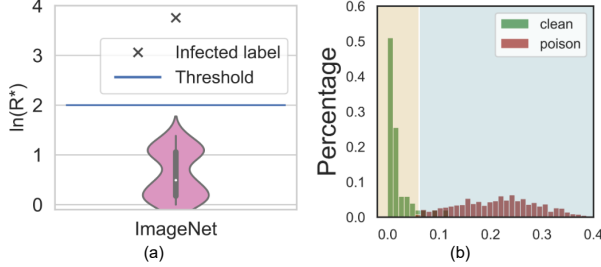 4
3
2
1
0
ln(R*)
Infected label
Threshold
ImageNet
(a)
0.6
0.5
0.4
0.3
0.2
0.1
0.0
Percentage
clean
poison
0.0 0.1 0.2 0.3 0.4
(b)